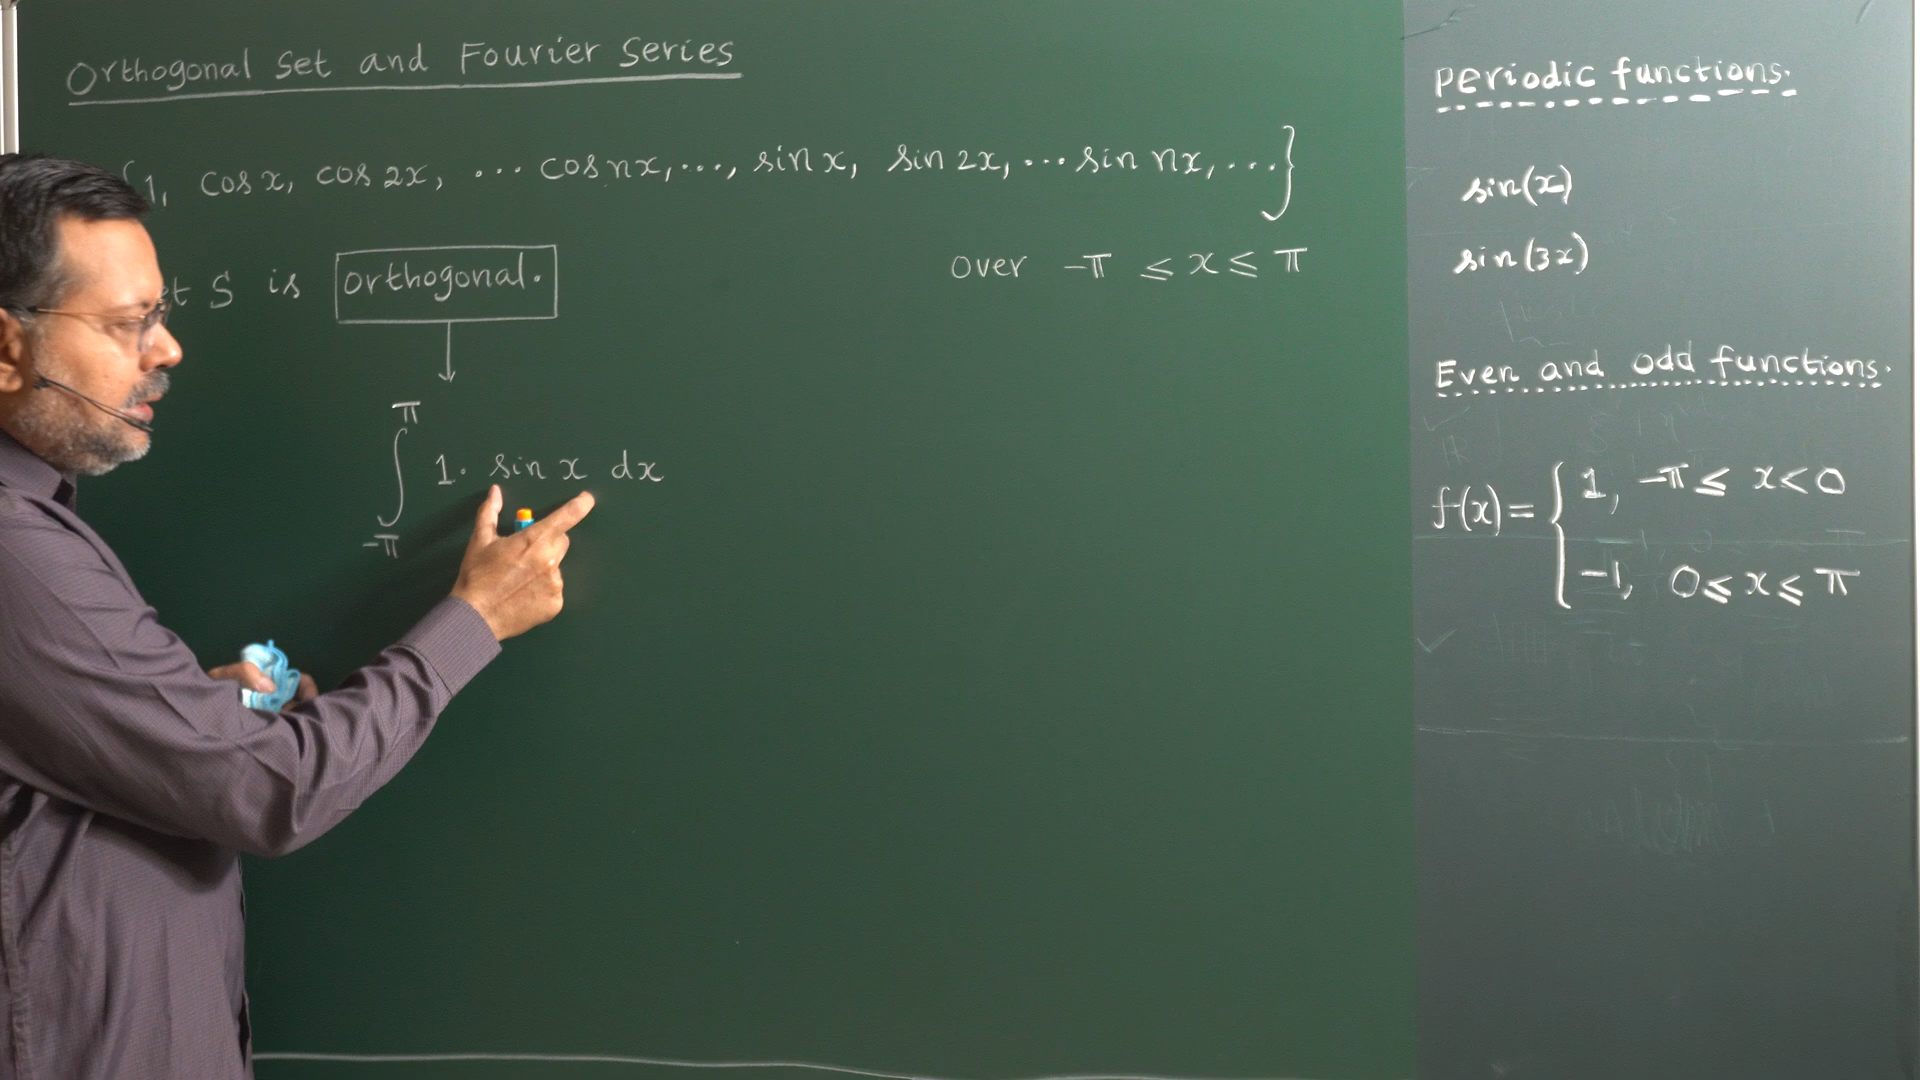 Orthogonal Set and Fourier Series
{1, cos x, cos 2x, ... cos nx, ..., sin x, sin 2x, ... sin nx, ...}
S is orthogonal.
over -π ≤ x ≤ π
∫_{-π}^{π} 1. sin x dx
Periodic functions.
sin(x)
sin(3x)
Even and odd functions.
f(x) = { 1, -π ≤ x < 0
-1, 0 ≤ x ≤ π